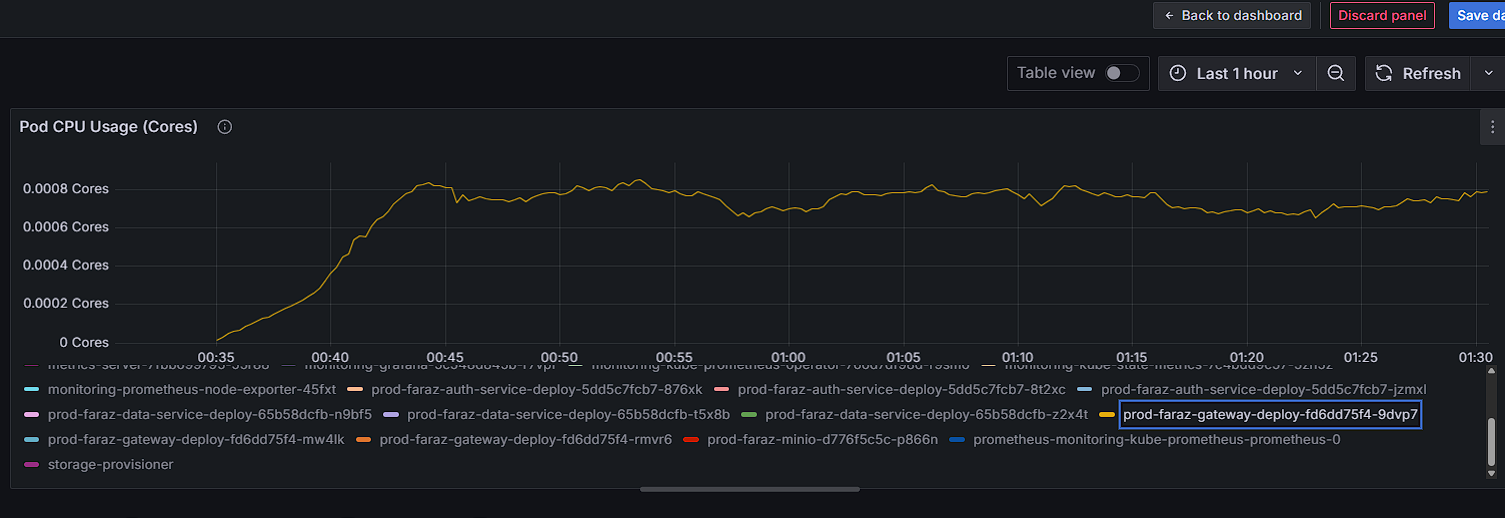 ← Back to dashboard Discard panel Save da
Table view Last 1 hour Refresh
Pod CPU Usage (Cores)
0.0008 Cores
0.0006 Cores
0.0004 Cores
0.0002 Cores
0 Cores
00:35 00:40 00:45 00:50 00:55 01:00 01:05 01:10 01:15 01:20 01:25 01:30
monitoring-prometheus-node-exporter-45fxt prod-faraz-auth-service-deploy-5dd5c7fcb7-876xk prod-faraz-auth-service-deploy-5dd5c7fcb7-8t2xc prod-faraz-auth-service-deploy-5dd5c7fcb7-jzmxl
prod-faraz-data-service-deploy-65b58dcfb-n9bf5 prod-faraz-data-service-deploy-65b58dcfb-t5x8b prod-faraz-data-service-deploy-65b58dcfb-z2x4t prod-faraz-gateway-deploy-fd6dd75f4-9dvp7
prod-faraz-gateway-deploy-fd6dd75f4-mw4lk prod-faraz-gateway-deploy-fd6dd75f4-rmvr6 prod-faraz-minio-d776f5c5c-p866n prometheus-monitoring-kube-prometheus-prometheus-0
storage-provisioner